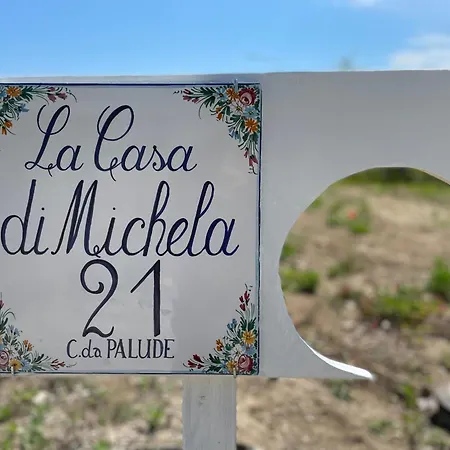 La Casa
di Michela
21
C.da PALUDE